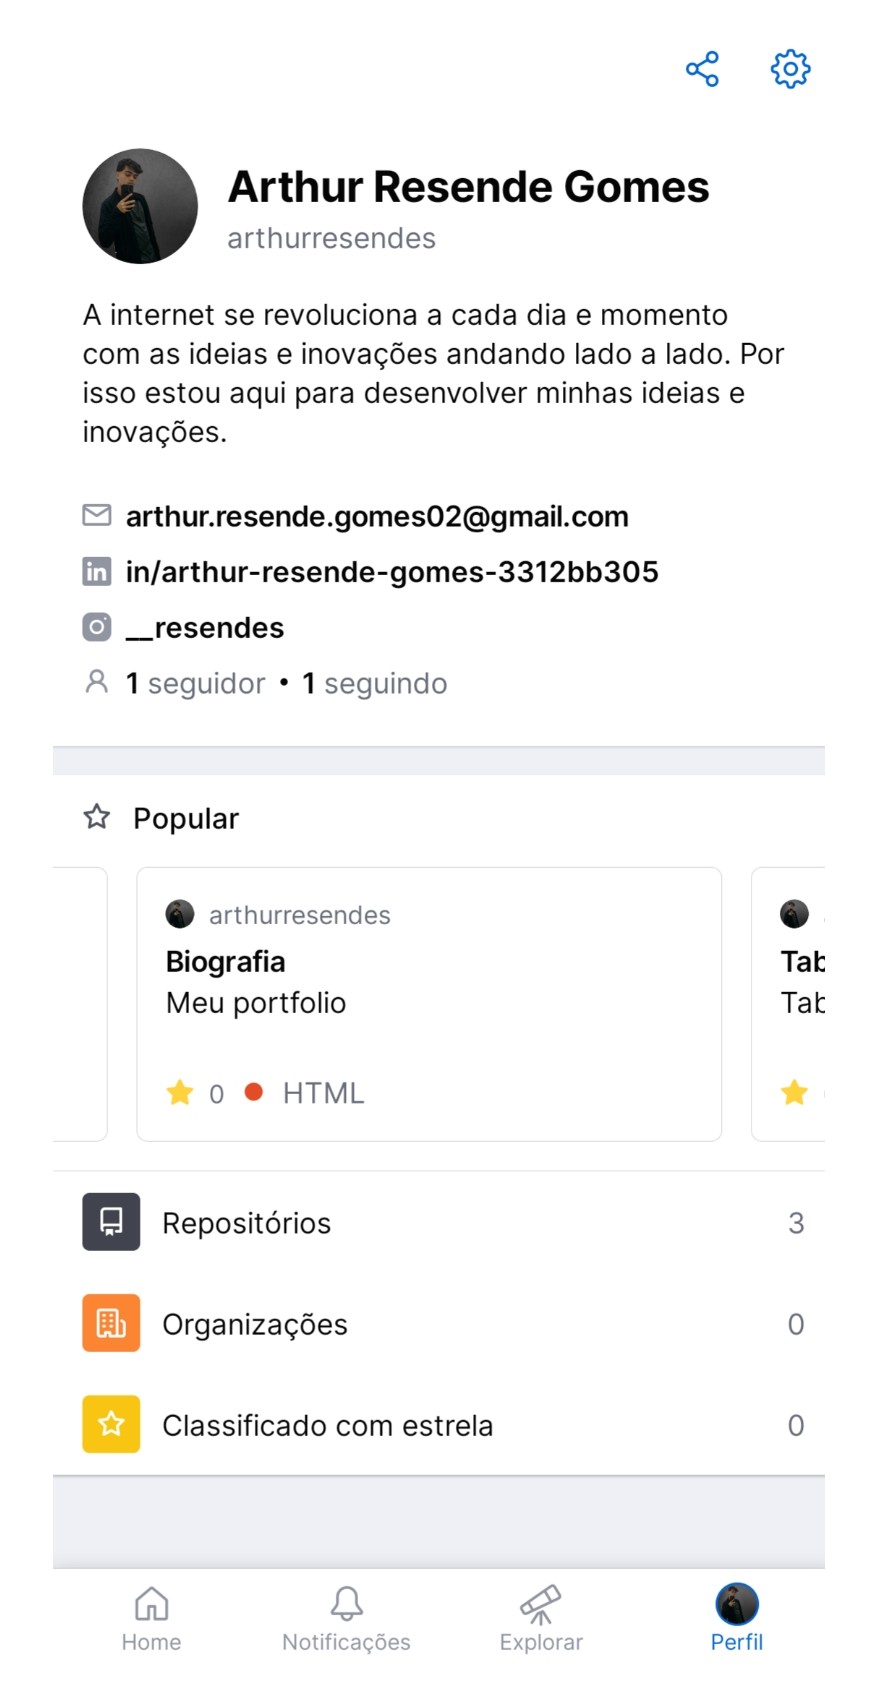 Arthur Resende Gomes
arthurresendes
A internet se revoluciona a cada dia e momento
com as ideias e inovações andando lado a lado. Por
isso estou aqui para desenvolver minhas ideias e
inovações.
arthur.resende.gomes02@gmail.com
in/arthur-resende-gomes-3312bb305
__resendes
1 seguidor • 1 seguindo
Popular
arthurresendes
Biografia
Tab
Meu portfolio
Tab
0 HTML
Repositórios 3
Organizações 0
Classificado com estrela 0
Home
Notificações
Explorar
Perfil